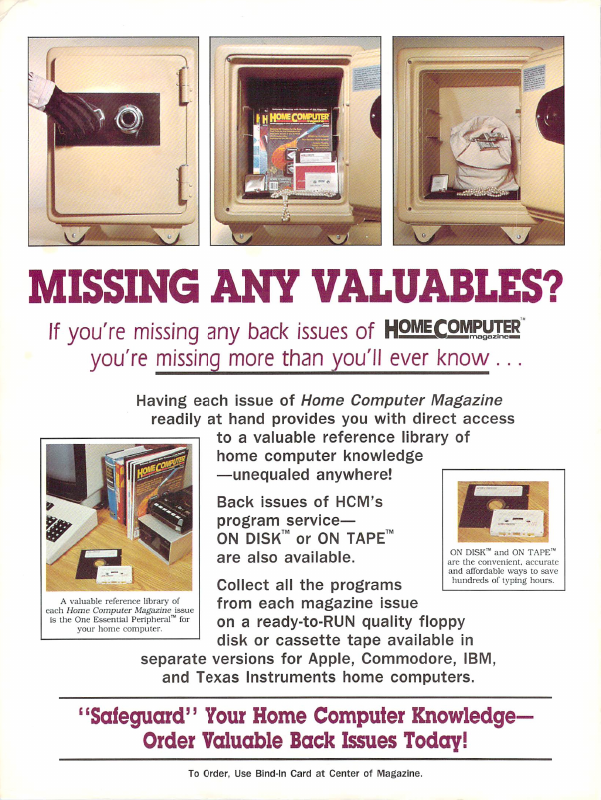 HOME COMPUTER
MISSING ANY VALUABLES?
If you're missing any back issues of HOME COMPUTER™
magazine
you're missing more than you'll ever know . . .
Having each issue of Home Computer Magazine
readily at hand provides you with direct access
to a valuable reference library of
home computer knowledge
—unequaled anywhere!
Back issues of HCM's
program service—
ON DISK™ or ON TAPE™
are also available.
Collect all the programs
from each magazine issue
on a ready-to-RUN quality floppy
disk or cassette tape available in
separate versions for Apple, Commodore, IBM,
and Texas Instruments home computers.
HOME COMPUTER
A valuable reference library of
each Home Computer Magazine issue
is the One Essential Peripheral™ for
your home computer.
ON DISK™ and ON TAPE™
are the convenient, accurate
and affordable ways to save
hundreds of typing hours.
“Safeguard” Your Home Computer Knowledge—
Order Valuable Back Issues Today!
To Order, Use Bind-In Card at Center of Magazine.